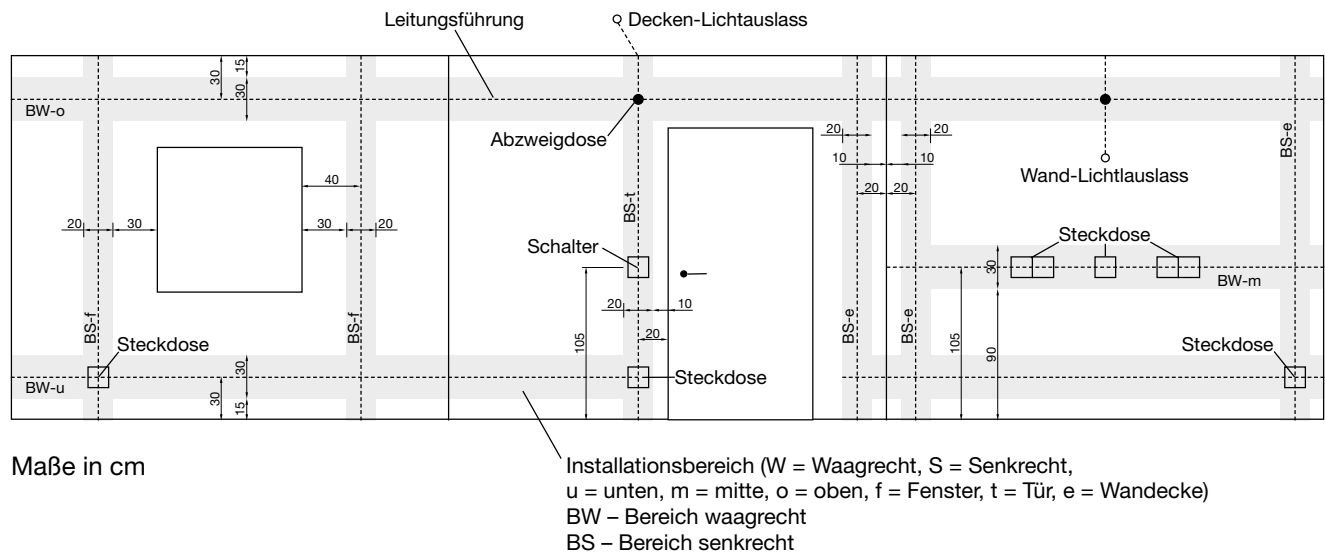 Leitungsführung
Decken-Lichtauslass
30
15
30
BW-o
Abzweigdose
20
20
BS-e
10
10
Wand-Lichtlauslass
40
20
20
BS-t
20
30
30
20
Schalter
Steckdose
30
BW-m
20
10
BS-f
BS-f
BS-e
BS-e
105
20
105
90
Steckdose
Steckdose
BW-u
30
30
15
Steckdose
Maße in cm
Installationsbereich (W = Waagrecht, S = Senkrecht,
u = unten, m = mitte, o = oben, f = Fenster, t = Tür, e = Wandecke)
BW – Bereich waagrecht
BS – Bereich senkrecht